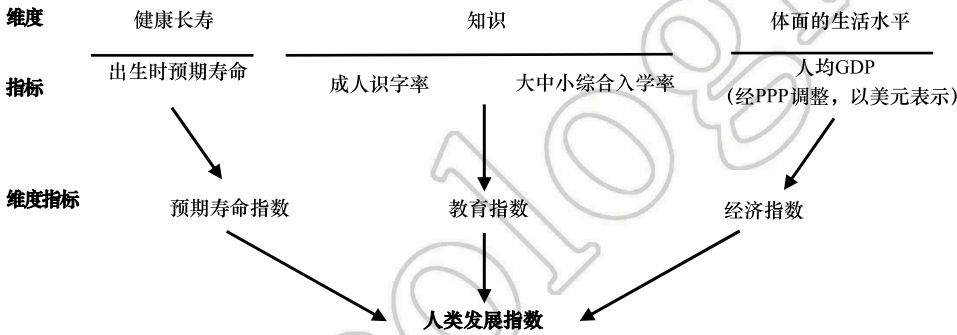 维度 健康长寿 知识 体面的生活水平
指标 出生时预期寿命 成人识字率 大中小综合入学率 人均GDP
（经PPP调整，以美元表示）
维度指标 预期寿命指数 教育指数 经济指数
人类发展指数